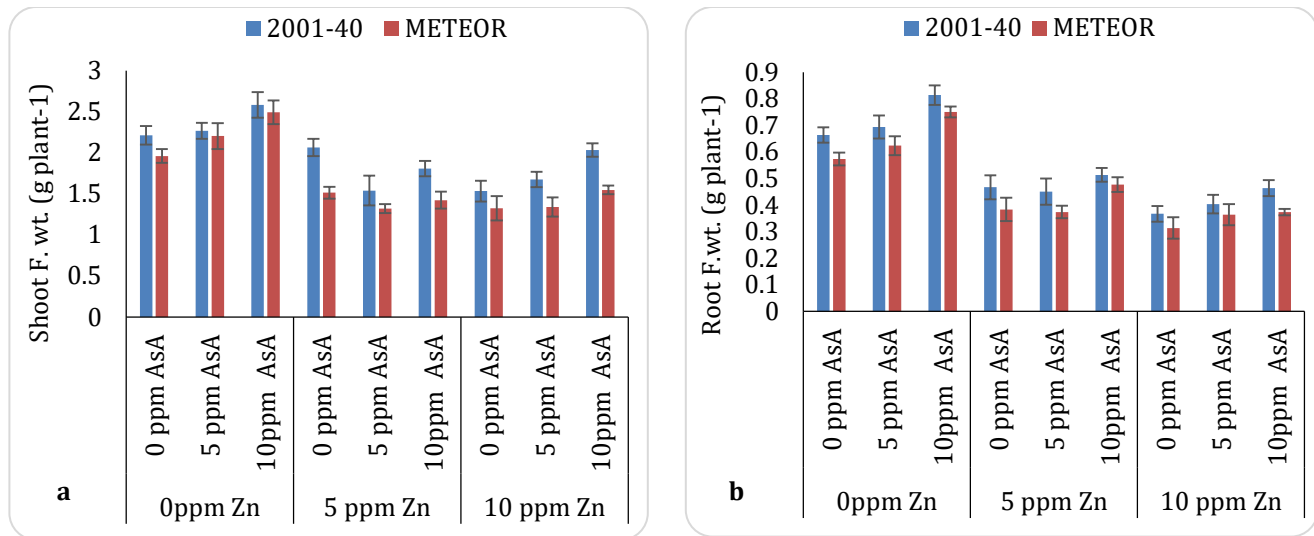 2001-40 METEOR
Shoot F. wt. (g plant-1)
3
2.5
2
1.5
1
0.5
0
0 ppm AsA
5 ppm AsA
10ppm  AsA
0 ppm AsA
5 ppm AsA
10ppm  AsA
0 ppm AsA
5 ppm AsA
10ppm  AsA
0ppm Zn
5 ppm Zn
10 ppm Zn
a
2001-40 METEOR
Root F.wt. (g plant-1)
0.9
0.8
0.7
0.6
0.5
0.4
0.3
0.2
0.1
0
0 ppm AsA
5 ppm AsA
10ppm  AsA
0 ppm AsA
5 ppm AsA
10ppm  AsA
0 ppm AsA
5 ppm AsA
10ppm  AsA
0ppm Zn
5 ppm Zn
10 ppm Zn
b